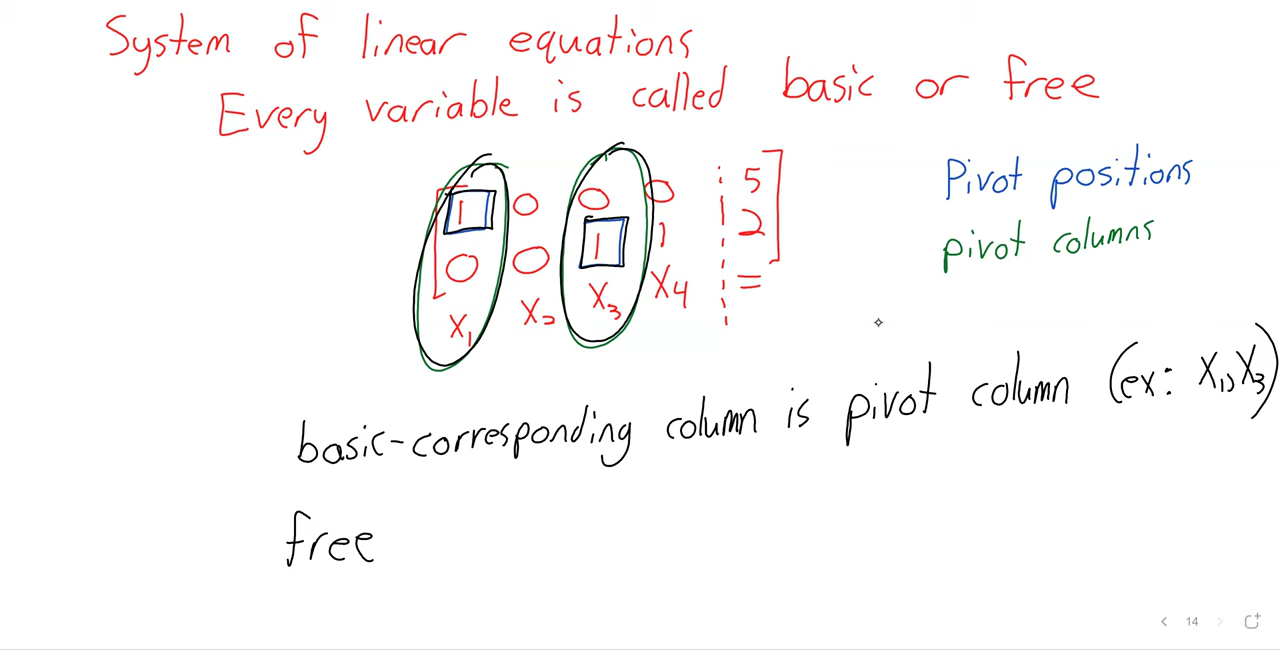 System of linear equations
Every variable is called basic or free
[1 0 0 0 ¦ 5]
[0 0 1 1 ¦ 2]
X₁ X₂ X₃ X₄ =
Pivot positions
pivot columns
basic-corresponding column is pivot column (ex: X₁, X₃)
free
< 14 >